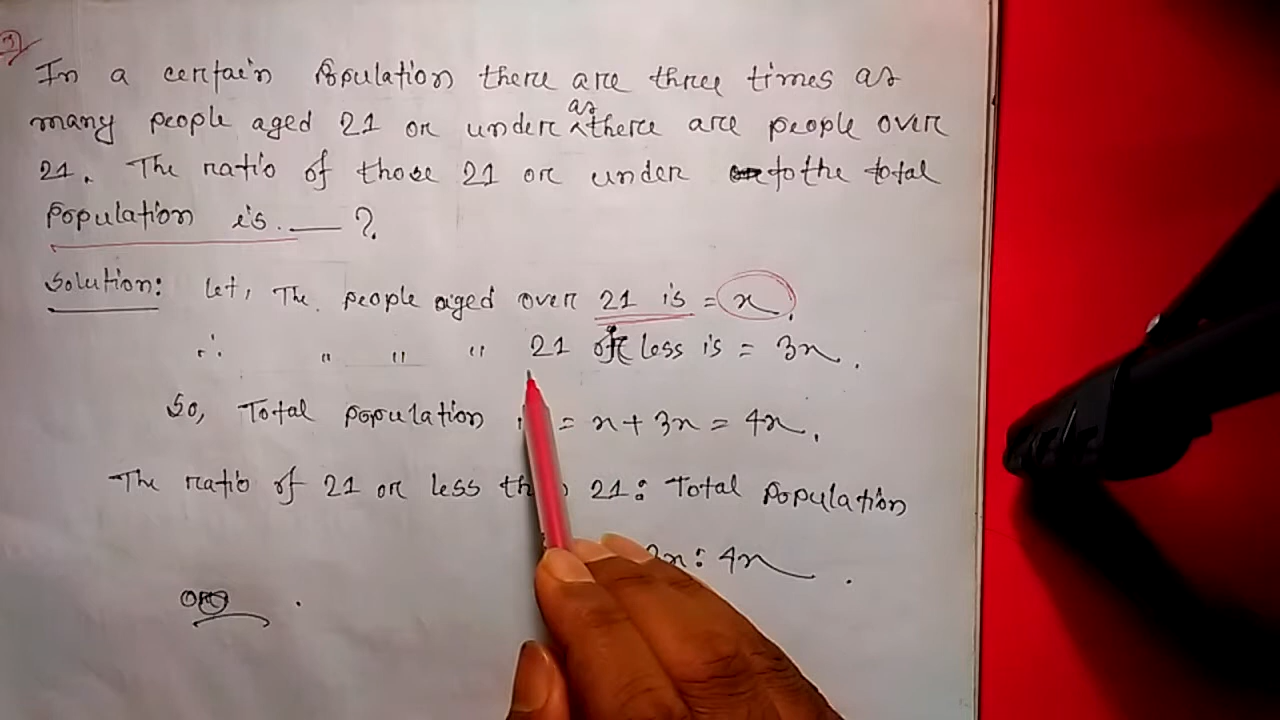 3
In a certain Population there are three times as
many people aged 21 or under as there are people over
21. The ratio of those 21 or under to the total
Population is. — ?
Solution: Let, The people aged over 21 is = x.
∴ " " " 21 or less is = 3x.
So, Total population = x + 3x = 4x.
The ratio of 21 or less 21 : Total Population
: 4x.